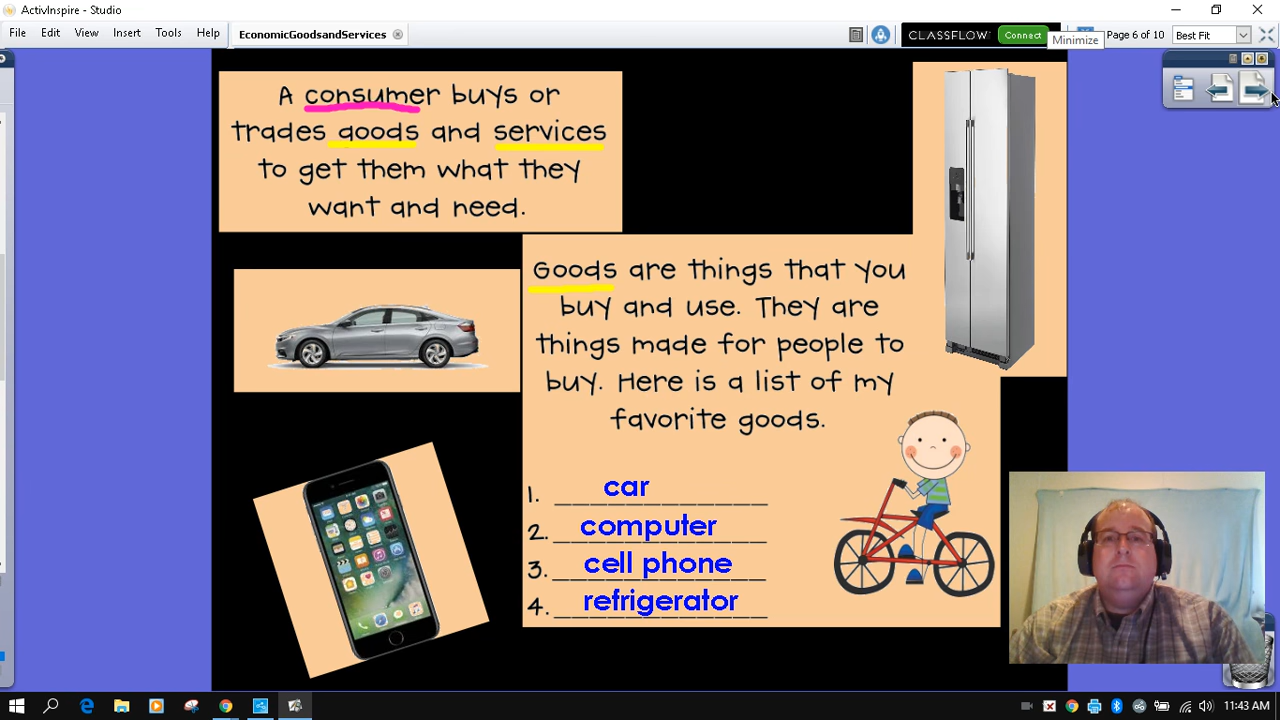 ActivInspire - Studio
File Edit View Insert Tools Help EconomicGoodsandServices CLASSFLOW Connect Page 6 of 10 Best Fit
Minimize
A consumer buys or
trades goods and services
to get them what they
want and need.
Goods are things that you
buy and use. They are
things made for people to
buy. Here is a list of my
favorite goods.
1. car
2. computer
3. cell phone
4. refrigerator
11:43 AM